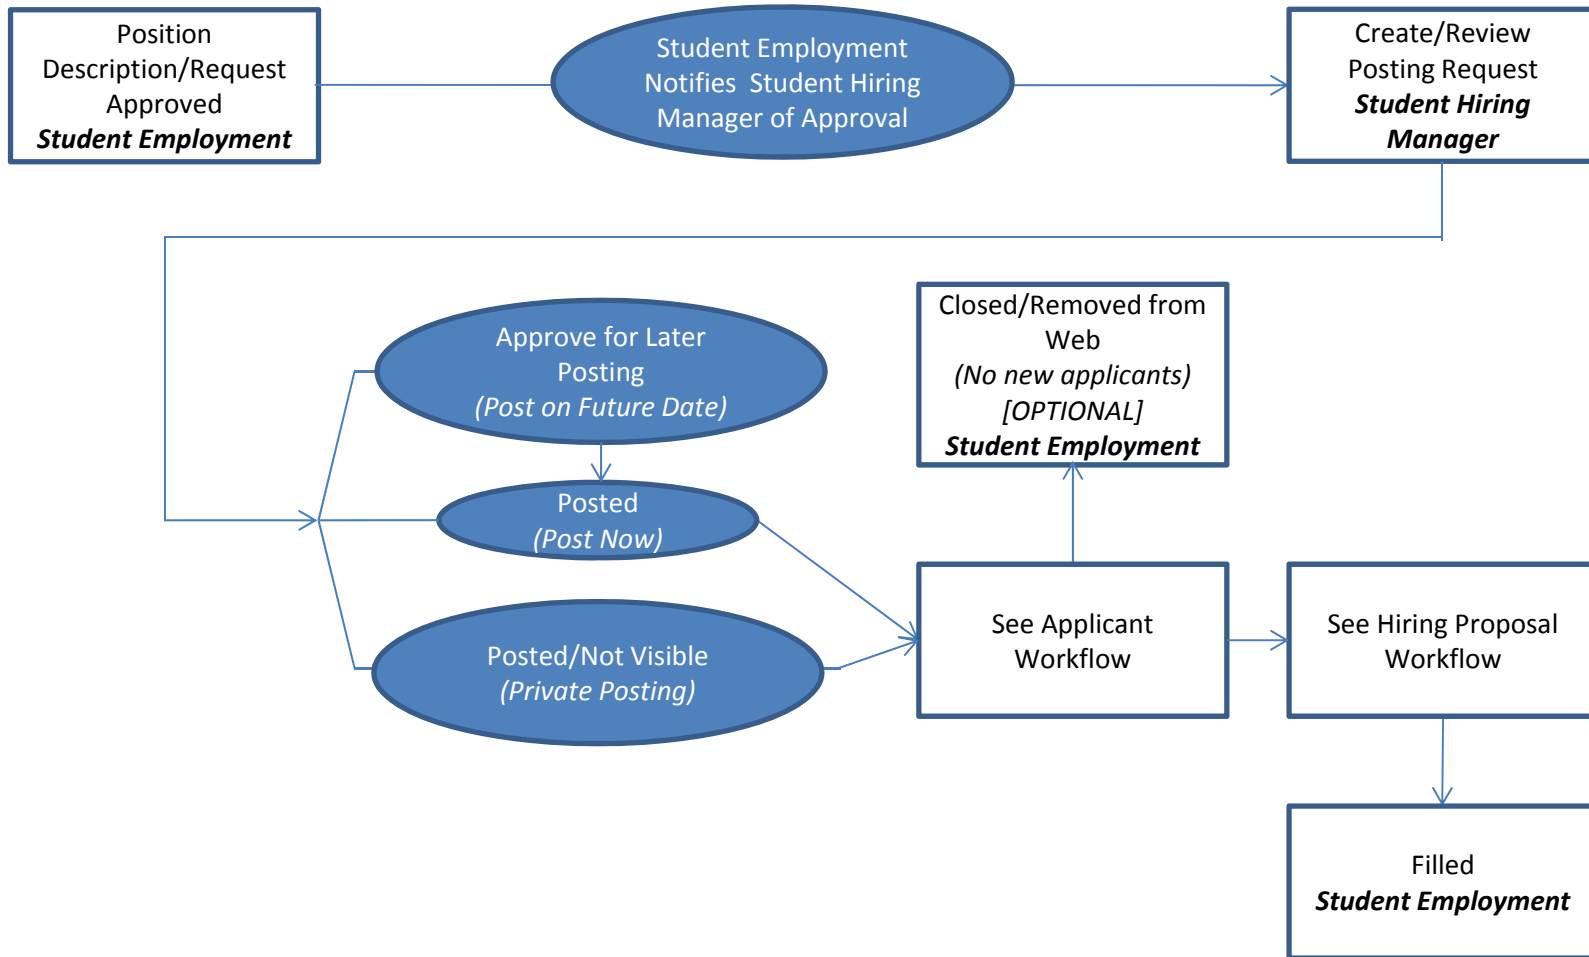 Position
Description/Request
Approved
Student Employment
Student Employment
Notifies Student Hiring
Manager of Approval
Create/Review
Posting Request
Student Hiring
Manager
Approve for Later
Posting
(Post on Future Date)
Closed/Removed from
Web
(No new applicants)
[OPTIONAL]
Student Employment
Posted
(Post Now)
Posted/Not Visible
(Private Posting)
See Applicant
Workflow
See Hiring Proposal
Workflow
Filled
Student Employment